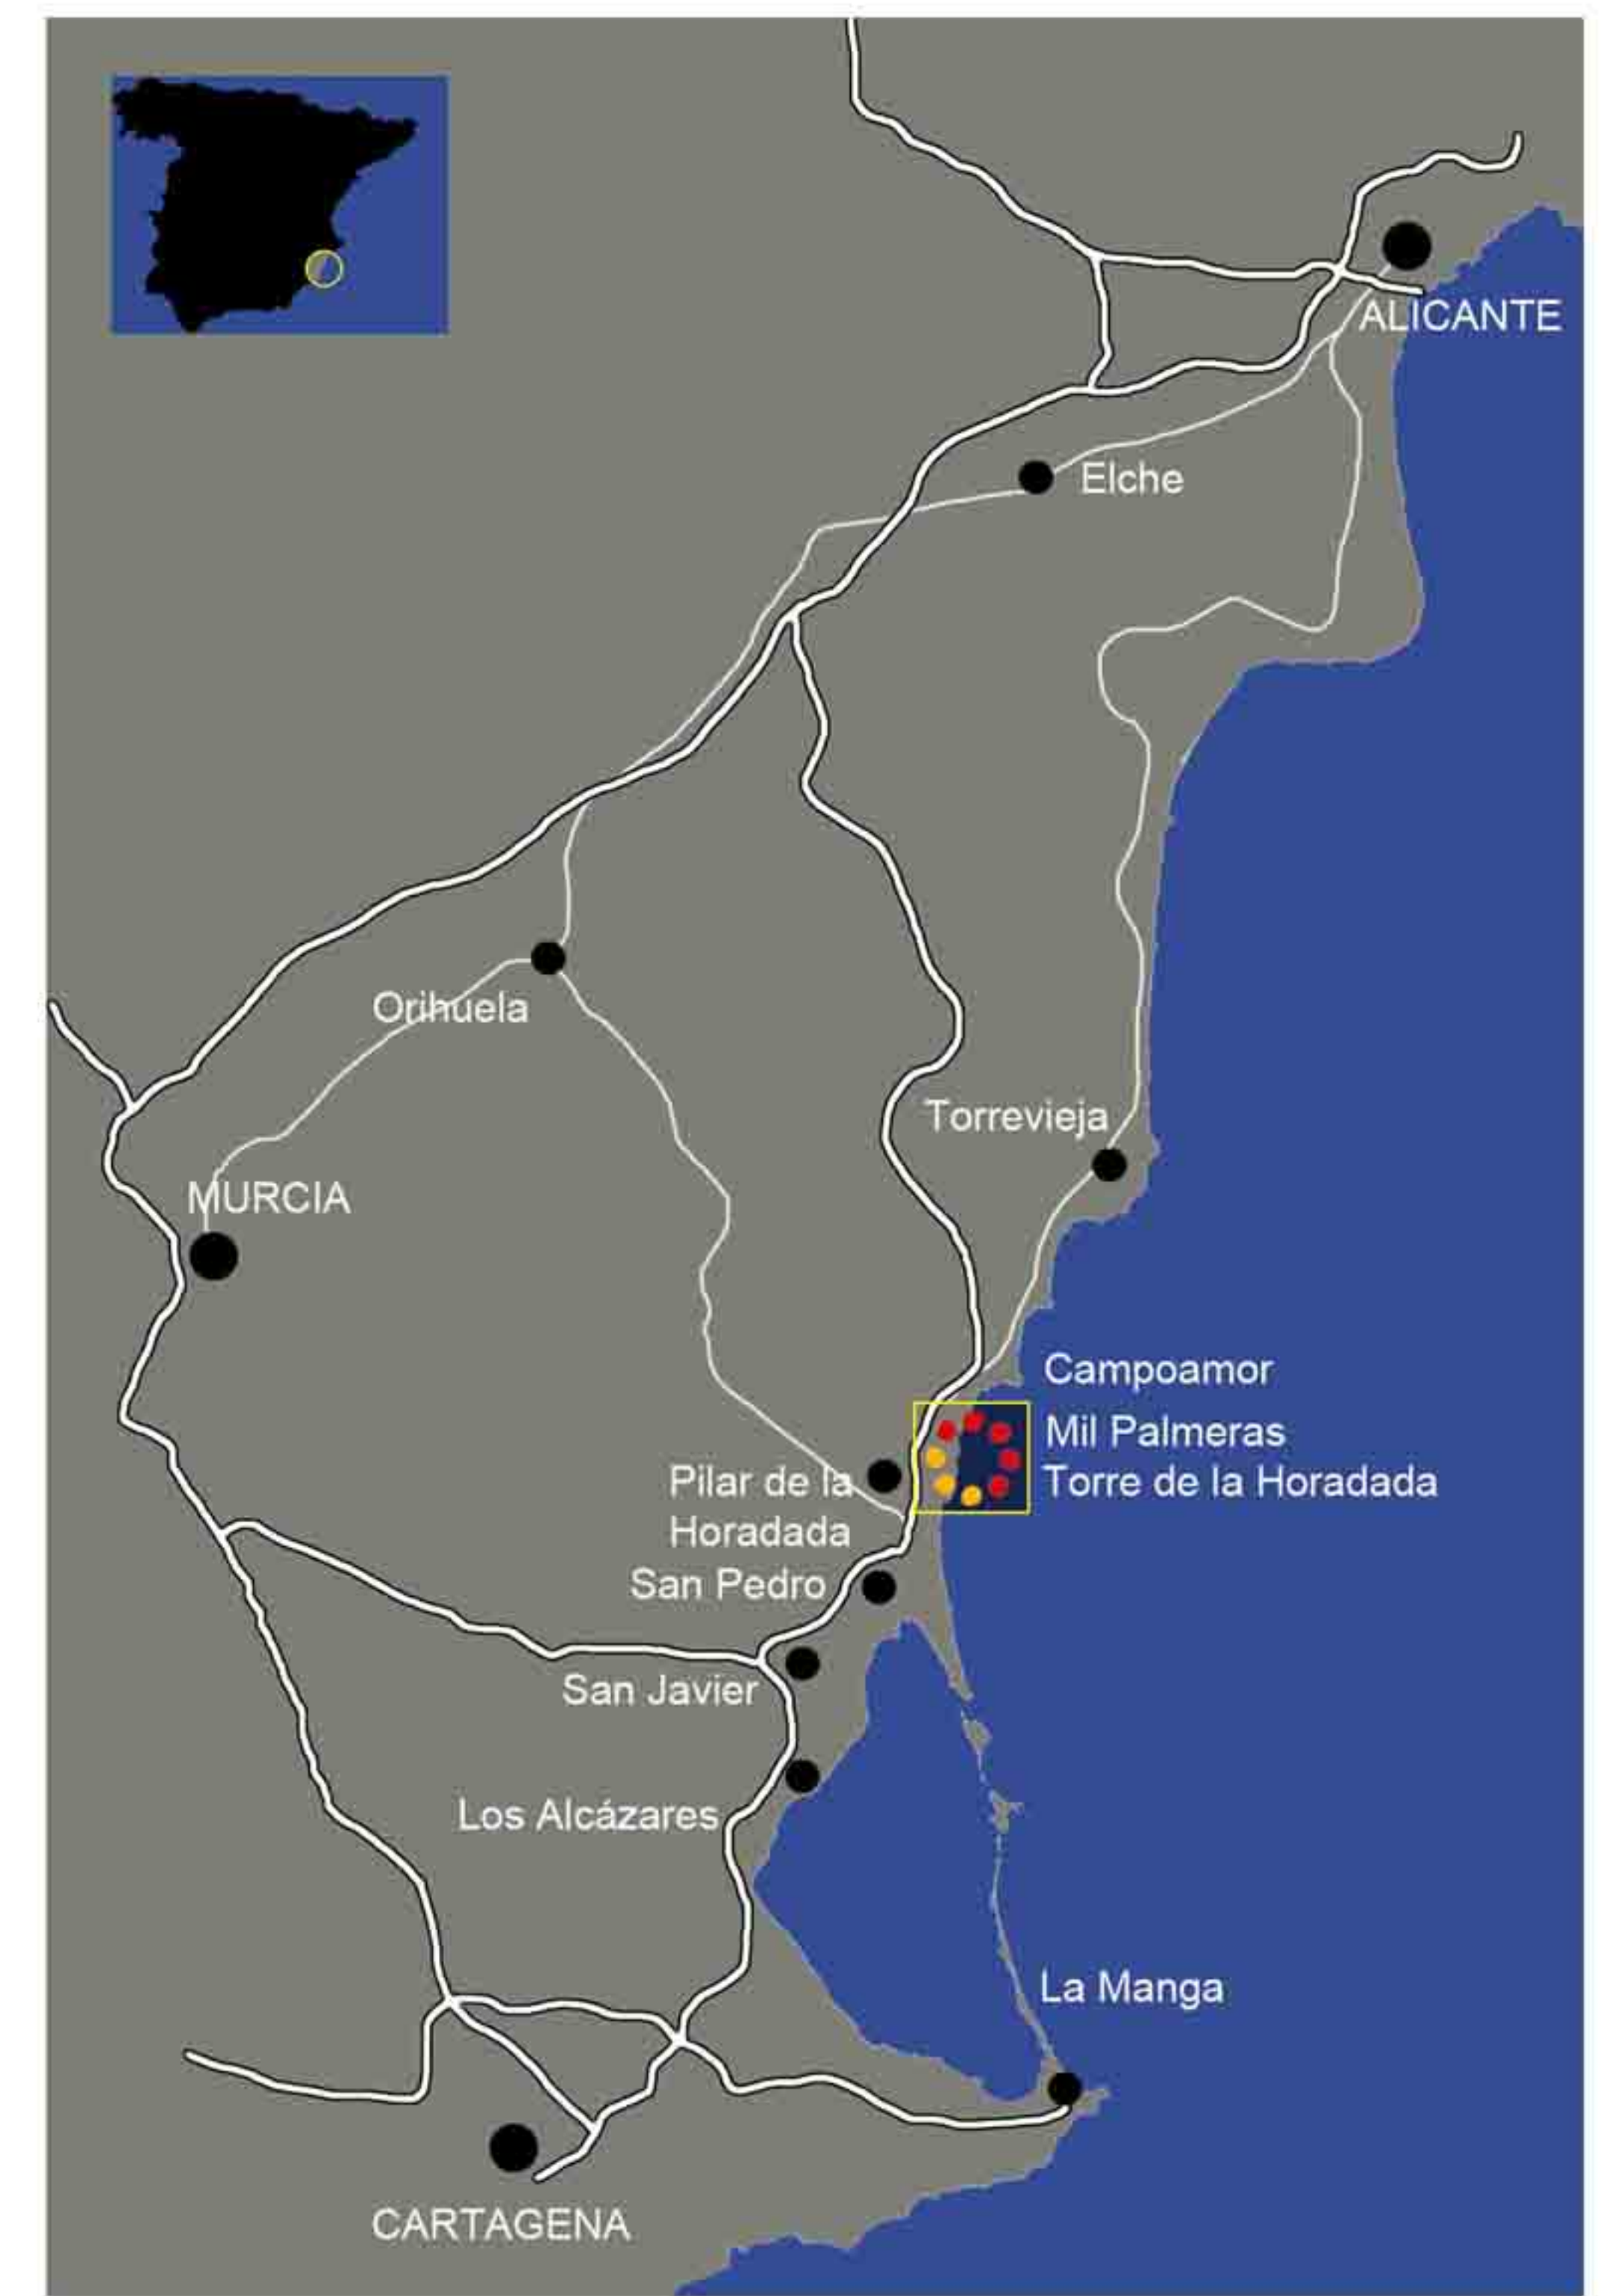 ALICANTE
Elche
Orihuela
Torrevieja
MURCIA
Campoamor
Mil Palmeras
Torre de la Horadada
Pilar de la
Horadada
San Pedro
San Javier
Los Alcázares
La Manga
CARTAGENA